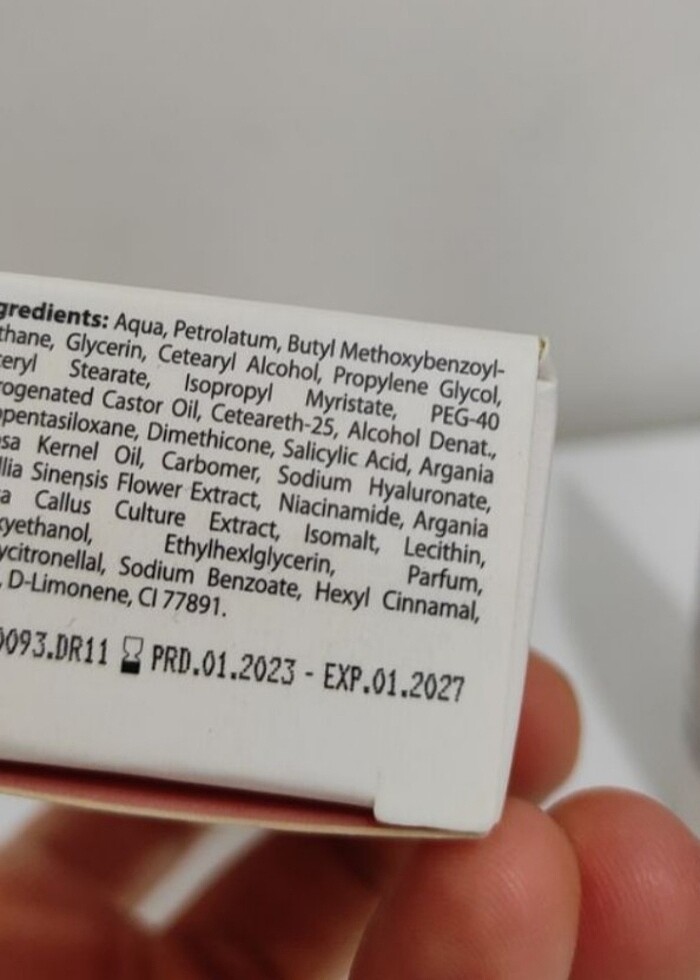 gredients: Aqua, Petrolatum, Butyl Methoxybenzoyl-
thane, Glycerin, Cetearyl Alcohol, Propylene Glycol,
eryl Stearate, Isopropyl Myristate, PEG-40
rogenated Castor Oil, Ceteareth-25, Alcohol Denat.,
opentasiloxane, Dimethicone, Salicylic Acid, Argania
sa Kernel Oil, Carbomer, Sodium Hyaluronate,
llia Sinensis Flower Extract, Niacinamide, Argania
a Callus Culture Extract, Isomalt, Lecithin,
xyethanol, Ethylhexlglycerin, Parfum,
ycitronellal, Sodium Benzoate, Hexyl Cinnamal,
, D-Limonene, CI 77891.
0093.DR11 PRD.01.2023 - EXP.01.2027